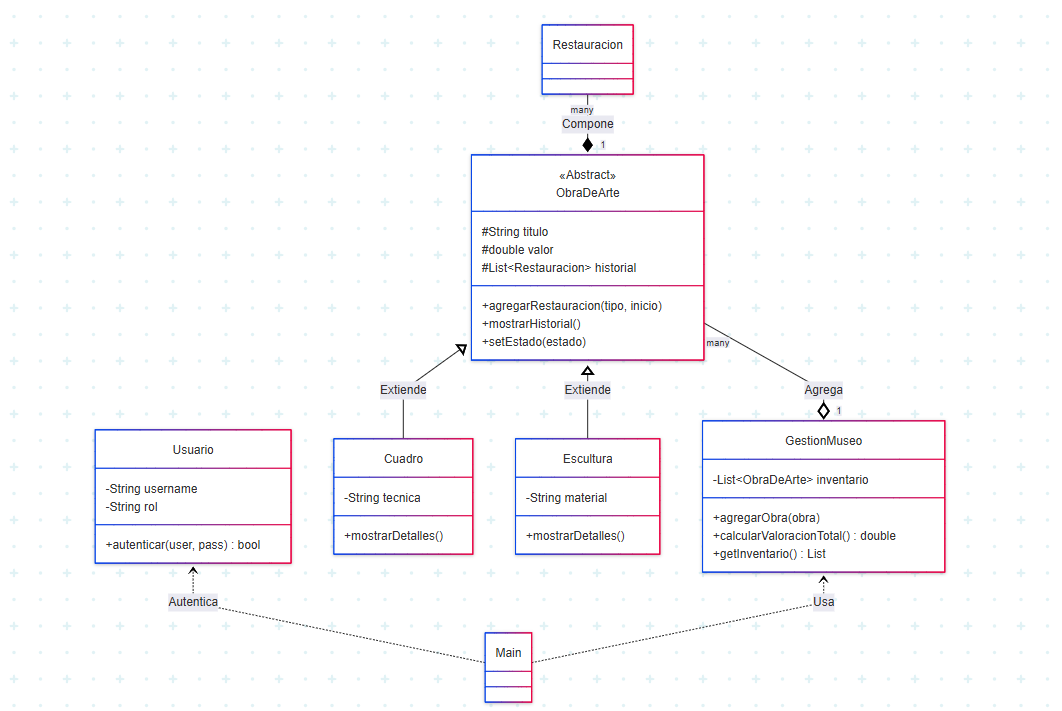 Restauracion
many
Compone
1
«Abstract»
ObraDeArte
#String titulo
#double valor
#List<Restauracion> historial
+agregarRestauracion(tipo, inicio)
+mostrarHistorial()
+setEstado(estado)
many
Extiende
Extiende
Agrega
1
Usuario
-String username
-String rol
+autenticar(user, pass) : bool
Cuadro
-String tecnica
+mostrarDetalles()
Escultura
-String material
+mostrarDetalles()
GestionMuseo
-List<ObraDeArte> inventario
+agregarObra(obra)
+calcularValoracionTotal() : double
+getInventario() : List
Autentica
Usa
Main